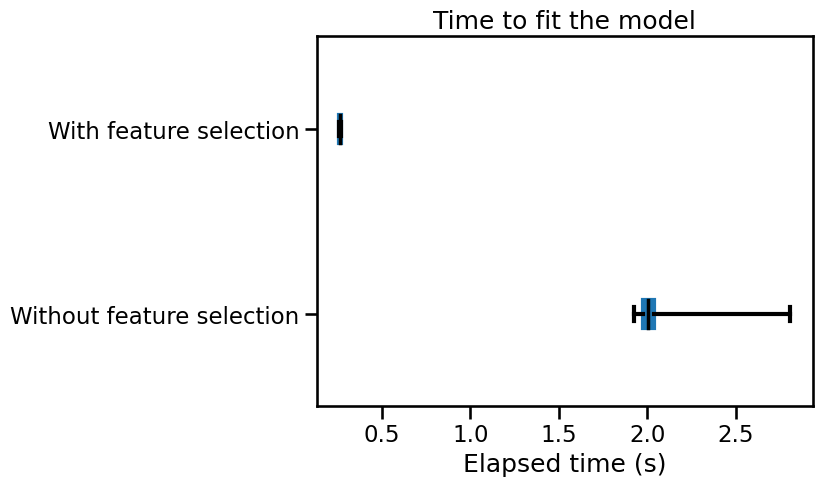 Time to fit the model
With feature selection
Without feature selection
0.5 1.0 1.5 2.0 2.5
Elapsed time (s)